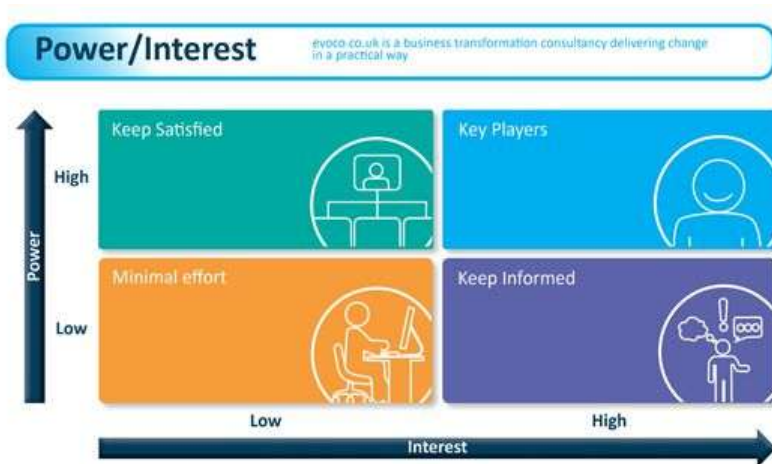 Power/Interest
evoco.co.uk is a business transformation consultancy delivering change
in a practical way
Keep Satisfied
Key Players
High
Power
Minimal effort
Keep Informed
Low
Low
High
Interest